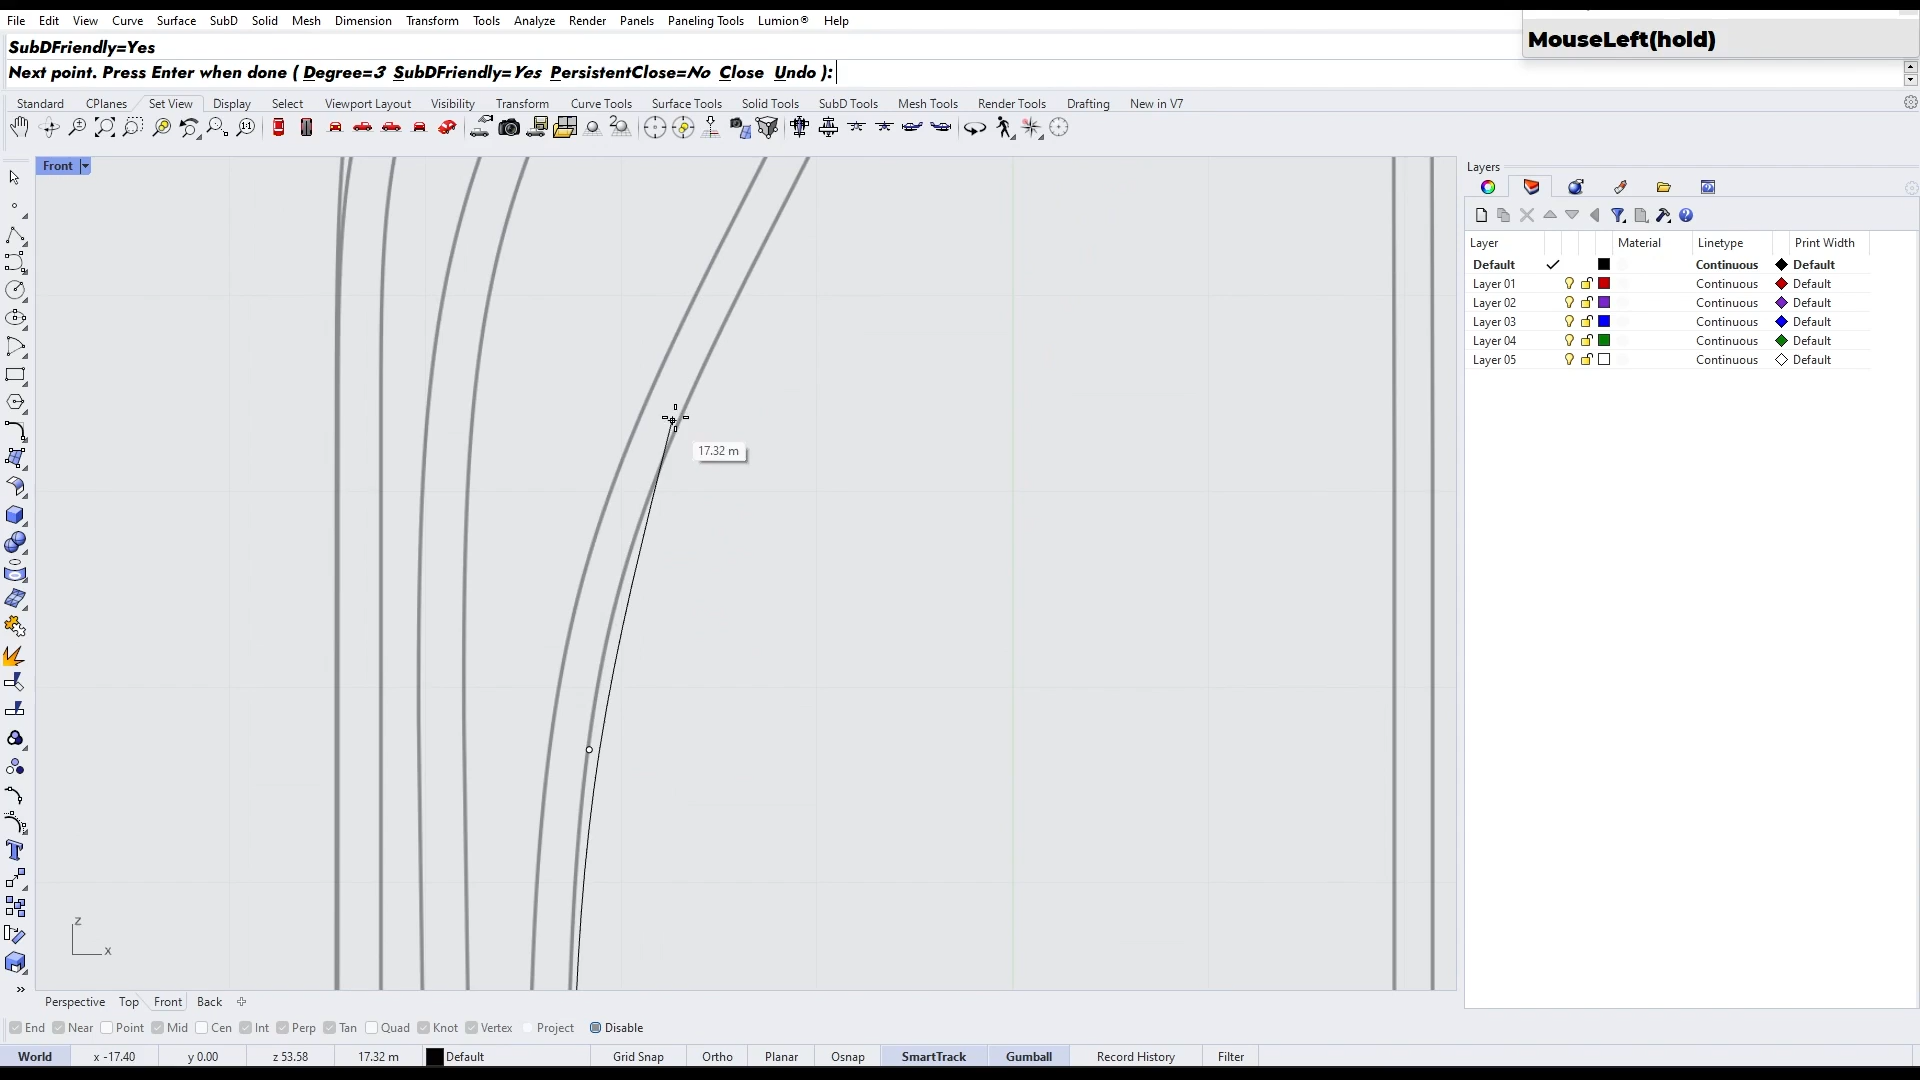 File Edit View Curve Surface SubD Solid Mesh Dimension Transform Tools Analyze Render Panels Paneling Tools Lumion® Help
MouseLeft(hold)
SubDFriendly=Yes
Next point. Press Enter when done ( Degree=3 SubDFriendly=Yes PersistentClose=No Close Undo ):
Standard CPlanes Set View Display Select Viewport Layout Visibility Transform Curve Tools Surface Tools Solid Tools SubD Tools Mesh Tools Render Tools Drafting New in V7
Front
Layers
Layer Material Linetype Print Width
Default Continuous Default
Layer 01 Continuous Default
Layer 02 Continuous Default
Layer 03 Continuous Default
Layer 04 Continuous Default
Layer 05 Continuous Default
17.32 m
z
x
Perspective Top Front Back
End Near Point Mid Cen Int Perp Tan Quad Knot Vertex Project Disable
World x -17.40 y 0.00 z 53.58 17.32 m Default Grid Snap Ortho Planar Osnap SmartTrack Gumball Record History Filter